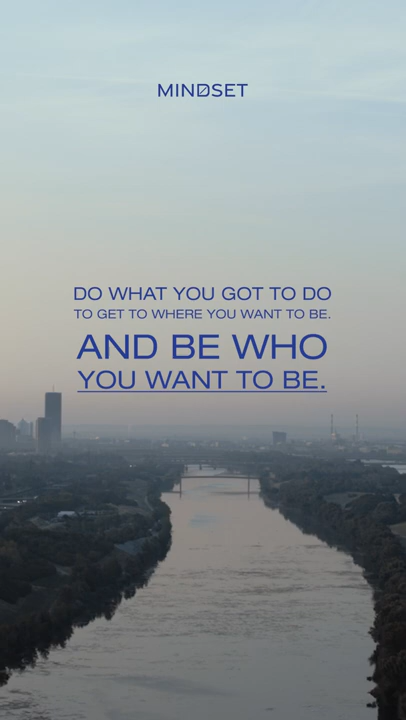 MINDSET
DO WHAT YOU GOT TO DO
TO GET TO WHERE YOU WANT TO BE.
AND BE WHO
YOU WANT TO BE.